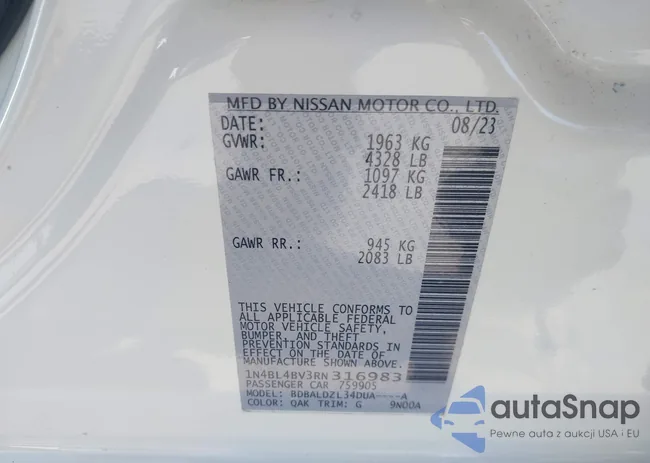 MFD BY NISSAN MOTOR CO., LTD.
DATE: 08/23
GVWR: 1963 KG
4328 LB
GAWR FR.: 1097 KG
2418 LB
GAWR RR.: 945 KG
2083 LB
THIS VEHICLE CONFORMS TO
ALL APPLICABLE FEDERAL
MOTOR VEHICLE SAFETY,
BUMPER, AND THEFT
PREVENTION STANDARDS IN
EFFECT ON THE DATE OF
MANUFACTURE SHOWN ABOVE.
1N4BL4BV3RN316983
PASSENGER CAR 759905
MODEL: BDBALDZL34DUA----A
COLOR: QAK TRIM: G 9N00A
autoSnap
Pewne auta z aukcji USA i EU